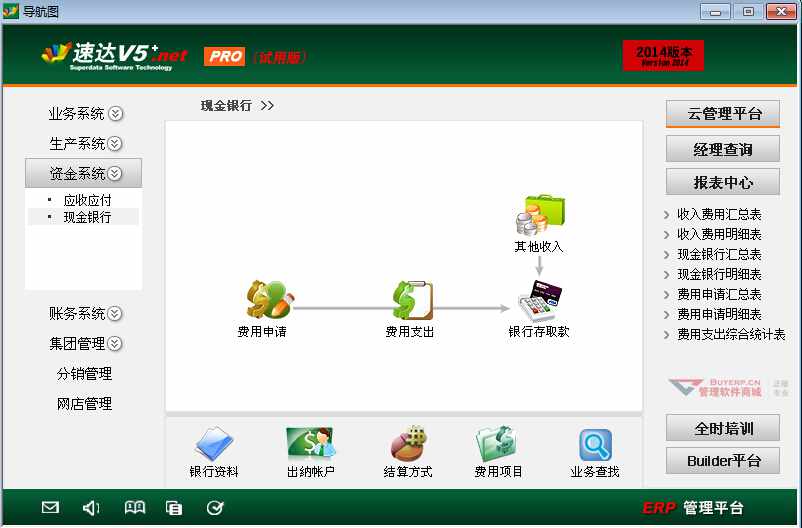 导航图
速达V5+.net
Superdata Software Technology
PRO
(试用版)
2014版本
Version 2014
业务系统
生产系统
资金系统
应收应付
现金银行
账务系统
集团管理
分销管理
网店管理
现金银行 >>
其他收入
费用申请
费用支出
银行存取款
银行资料
出纳帐户
结算方式
费用项目
业务查找
云管理平台
经理查询
报表中心
收入费用汇总表
收入费用明细表
现金银行汇总表
现金银行明细表
费用申请汇总表
费用申请明细表
费用支出综合统计表
BUYERP.CN
管理软件商城
正版
专业
全时培训
Builder平台
ERP 管理平台